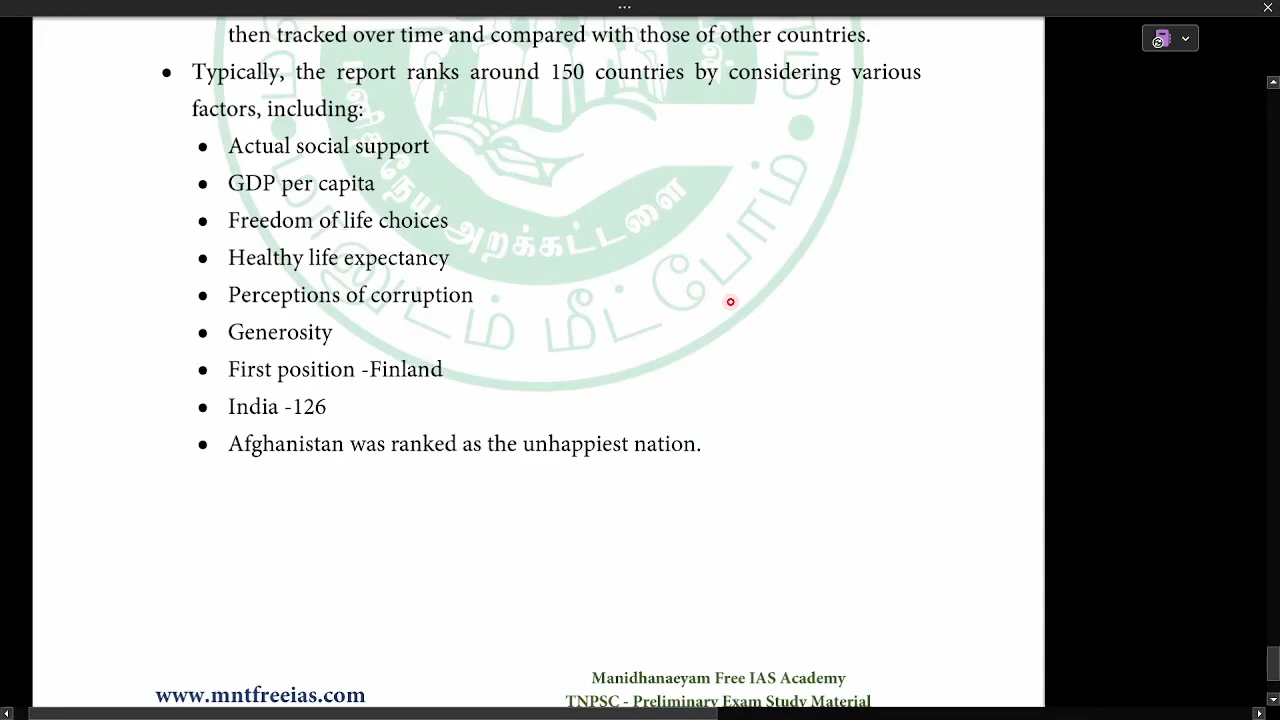 then tracked over time and compared with those of other countries.
• Typically, the report ranks around 150 countries by considering various
factors, including:
• Actual social support
• GDP per capita
• Freedom of life choices
• Healthy life expectancy
• Perceptions of corruption
• Generosity
• First position -Finland
• India -126
• Afghanistan was ranked as the unhappiest nation.
அறக்கட்டளை
மீட்போம்
www.mntfreeias.com
Manidhanaeyam Free IAS Academy
TNPSC - Preliminary Exam Study Material